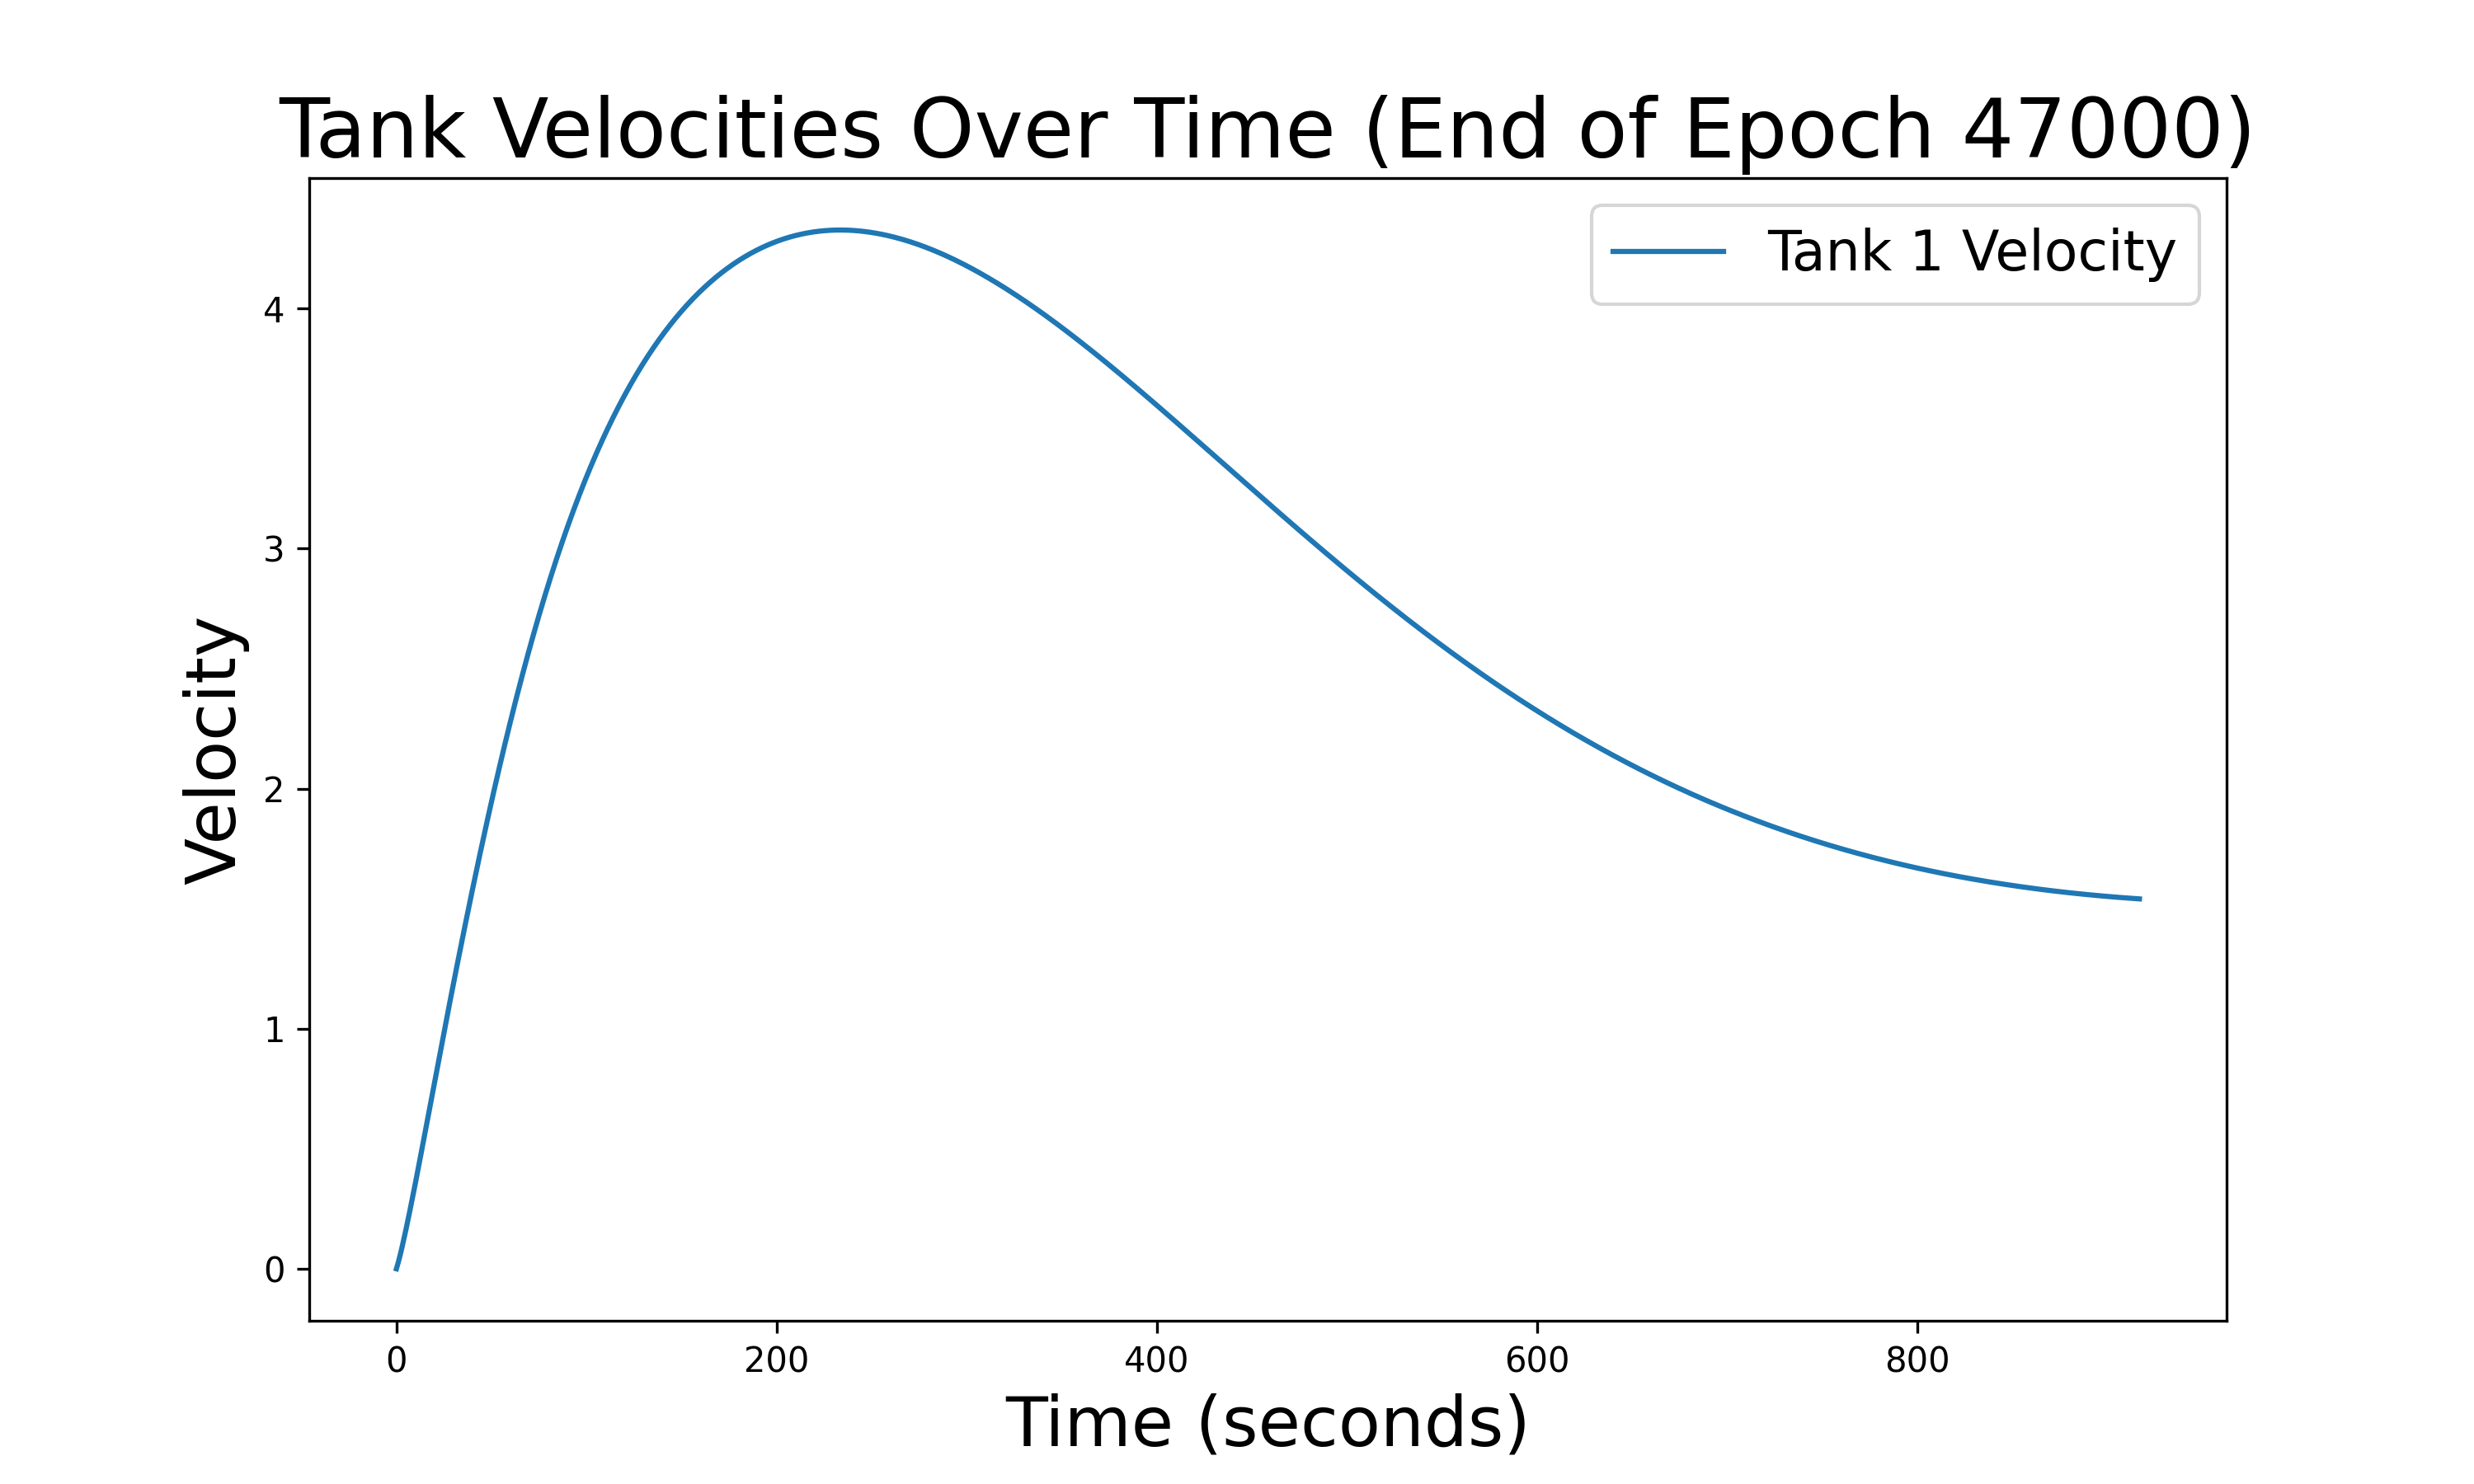 Tank Velocities Over Time (End of Epoch 47000)
Tank 1 Velocity
Velocity
4
3
2
1
0
0 200 400 600 800
Time (seconds)